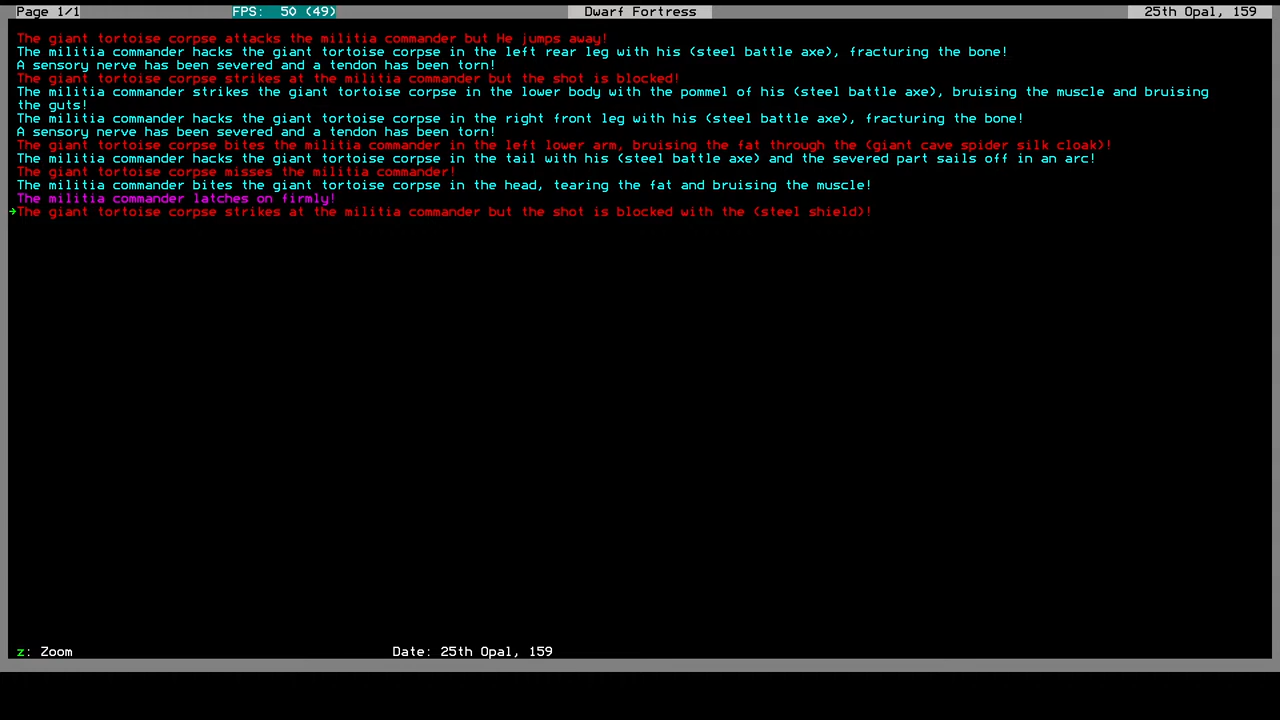 Page 1/1 FPS: 50 (49) Dwarf Fortress 25th Opal, 159
The giant tortoise corpse attacks the militia commander but He jumps away!
The militia commander hacks the giant tortoise corpse in the left rear leg with his (steel battle axe), fracturing the bone!
A sensory nerve has been severed and a tendon has been torn!
The giant tortoise corpse strikes at the militia commander but the shot is blocked!
The militia commander strikes the giant tortoise corpse in the lower body with the pommel of his (steel battle axe), bruising the muscle and bruising
the guts!
The militia commander hacks the giant tortoise corpse in the right front leg with his (steel battle axe), fracturing the bone!
A sensory nerve has been severed and a tendon has been torn!
The giant tortoise corpse bites the militia commander in the left lower arm, bruising the fat through the (giant cave spider silk cloak)!
The militia commander hacks the giant tortoise corpse in the tail with his (steel battle axe) and the severed part sails off in an arc!
The giant tortoise corpse misses the militia commander!
The militia commander bites the giant tortoise corpse in the head, tearing the fat and bruising the muscle!
The militia commander latches on firmly!
→The giant tortoise corpse strikes at the militia commander but the shot is blocked with the (steel shield)!
z: Zoom Date: 25th Opal, 159